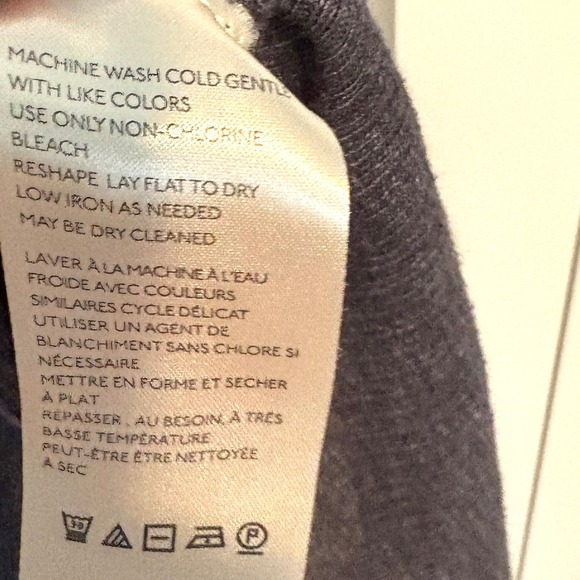 MACHINE WASH COLD GENTLE
WITH LIKE COLORS
USE ONLY NON-CHLORINE
BLEACH
RESHAPE LAY FLAT TO DRY
LOW IRON AS NEEDED
MAY BE DRY CLEANED
LAVER À LA MACHINE À L'EAU
FROIDE AVEC COULEURS
SIMILAIRES CYCLE DÉLICAT
UTILISER UN AGENT DE
BLANCHIMENT SANS CHLORE SI
NÉCESSAIRE
METTRE EN FORME ET SECHER
À PLAT
REPASSER , AU BESOIN, À TRÈS
BASSE TEMPÉRATURE
PEUT-ÊTRE ÊTRE NETTOYÉE
À SEC
30 P